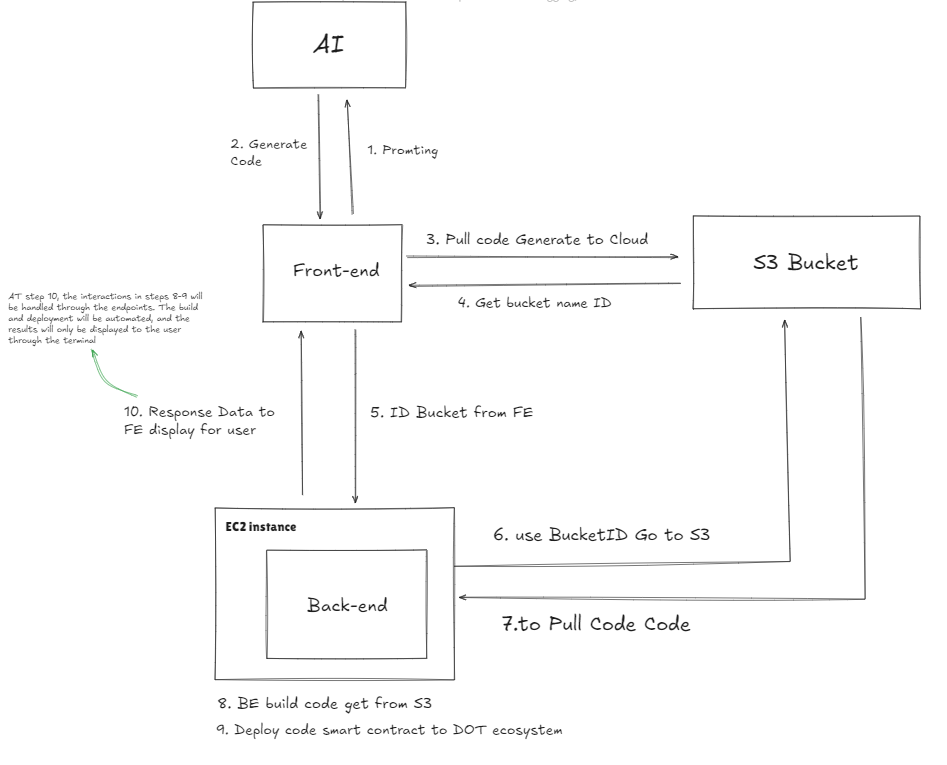 AI
2. Generate
Code
1. Promting
3. Pull code Generate to Cloud
Front-end
S3 Bucket
4. Get bucket name ID
AT step 10, the interactions in steps 8-9 will
be handled through the endpoints. The build
and deployment will be automated, and the
results will only be displayed to the user
through the terminal
10. Response Data to
FE display for user
5. ID Bucket from FE
EC2 instance
6. use BucketID Go to S3
Back-end
7.to Pull Code Code
8. BE build code get from S3
9. Deploy code smart contract to DOT ecosystem